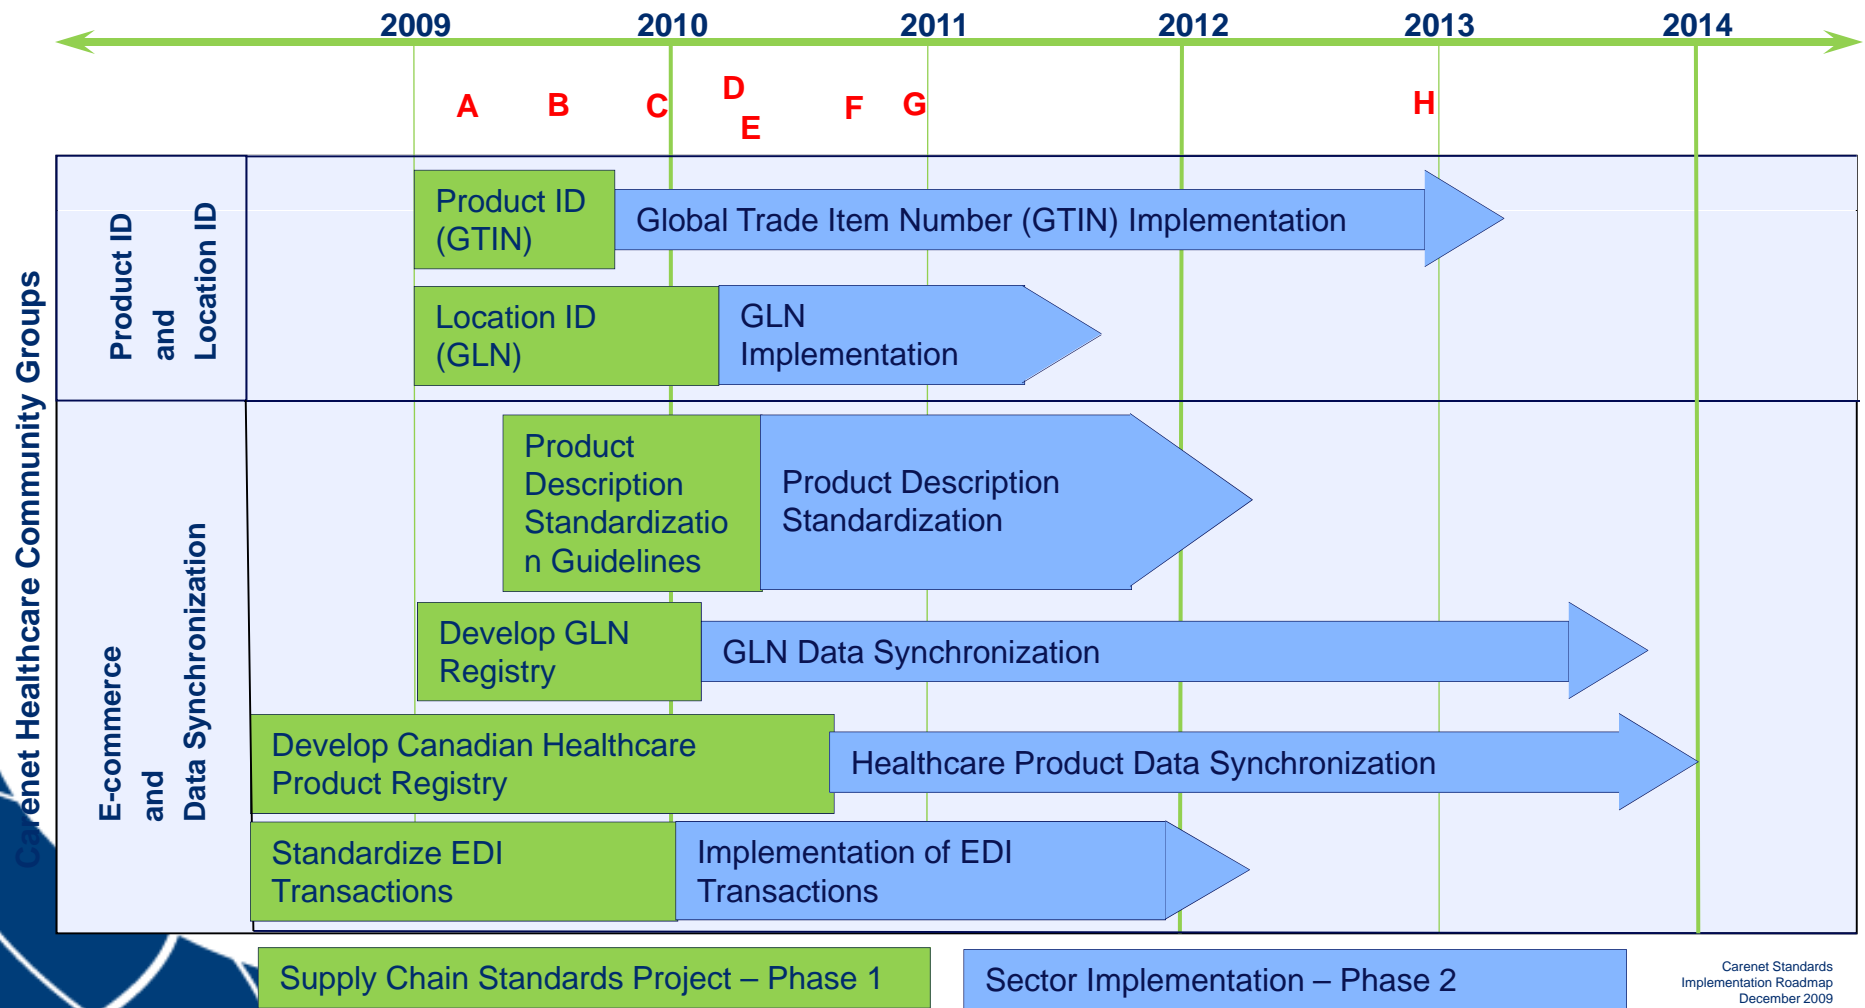 2009 2010 2011 2012 2013 2014
A B C D E F G H
Carenet Healthcare Community Groups
Product ID
and
Location ID
Product ID
(GTIN)
Global Trade Item Number (GTIN) Implementation
Location ID
(GLN)
GLN
Implementation
E-commerce
and
Data Synchronization
Product
Description
Standardizatio
n Guidelines
Product Description
Standardization
Develop GLN
Registry
GLN Data Synchronization
Develop Canadian Healthcare
Product Registry
Healthcare Product Data Synchronization
Standardize EDI
Transactions
Implementation of EDI
Transactions
Supply Chain Standards Project – Phase 1
Sector Implementation – Phase 2
Carenet Standards
Implementation Roadmap
December 2009